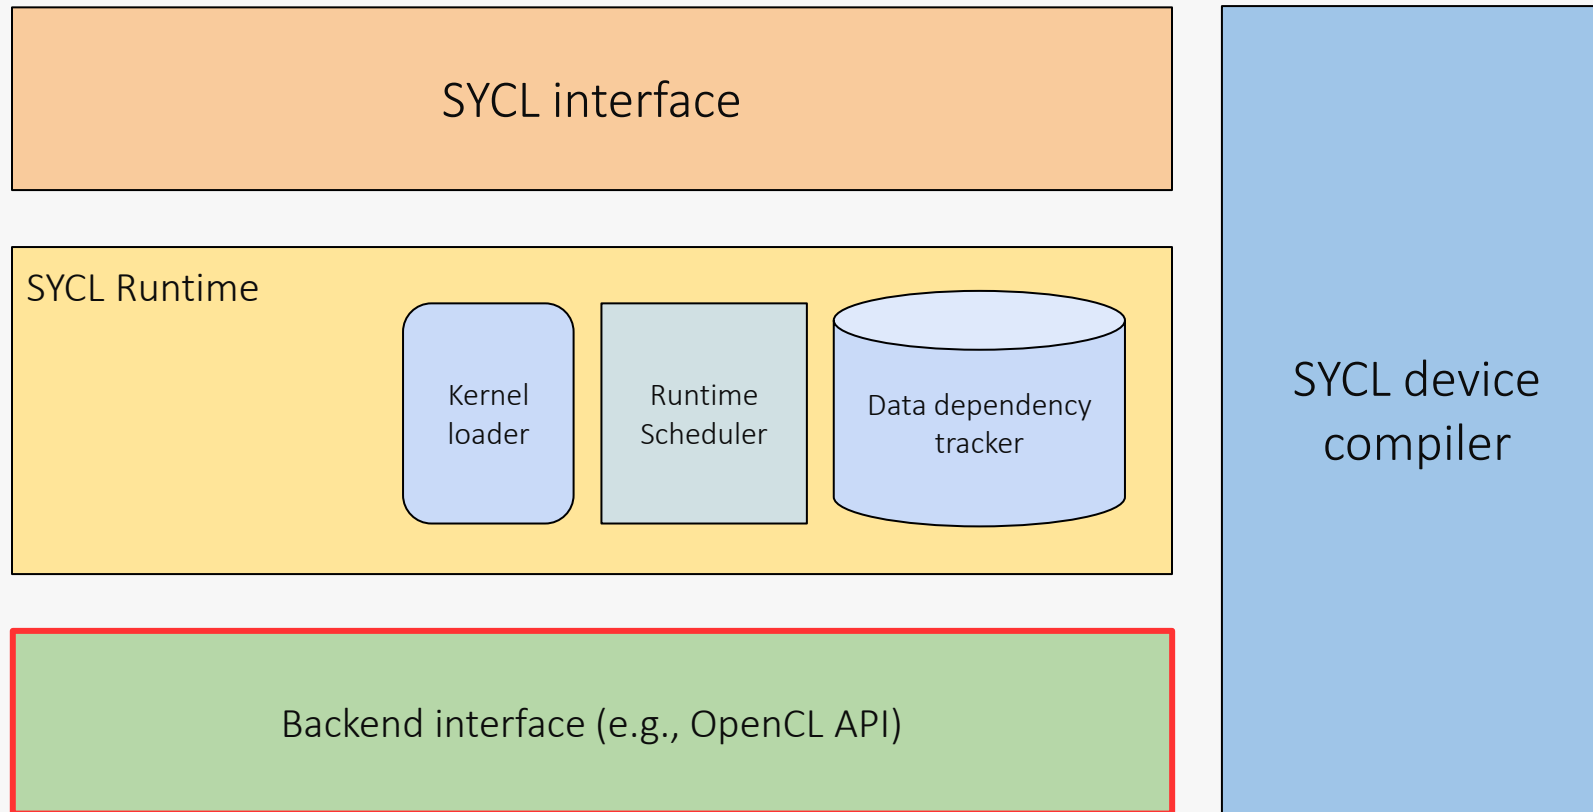 SYCL interface
SYCL Runtime
Kernel
loader
Runtime
Scheduler
Data dependency
tracker
Backend interface (e.g., OpenCL API)
SYCL device
compiler